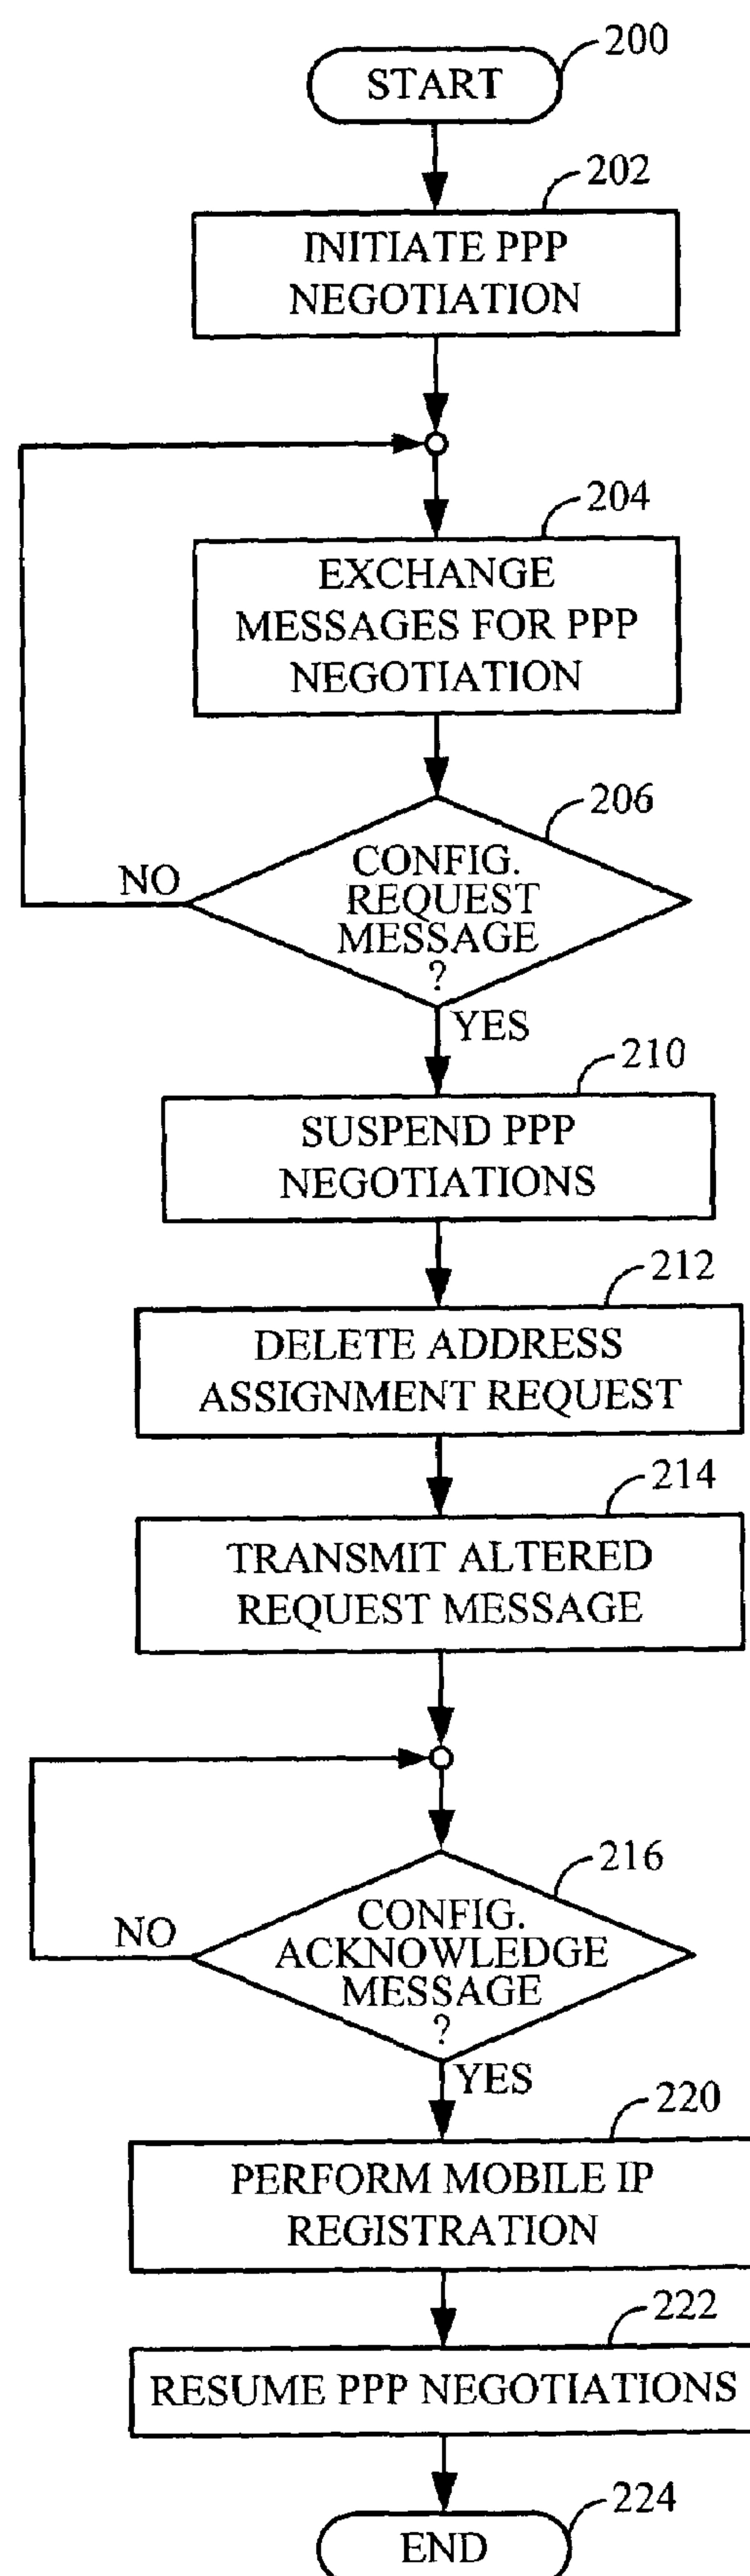 200
START
202
INITIATE PPP
NEGOTIATION
204
EXCHANGE
MESSAGES FOR PPP
NEGOTIATION
206
CONFIG.
REQUEST
MESSAGE
?
NO
YES
210
SUSPEND PPP
NEGOTIATIONS
212
DELETE ADDRESS
ASSIGNMENT REQUEST
214
TRANSMIT ALTERED
REQUEST MESSAGE
216
CONFIG.
ACKNOWLEDGE
MESSAGE
?
NO
YES
220
PERFORM MOBILE IP
REGISTRATION
222
RESUME PPP NEGOTIATIONS
224
END